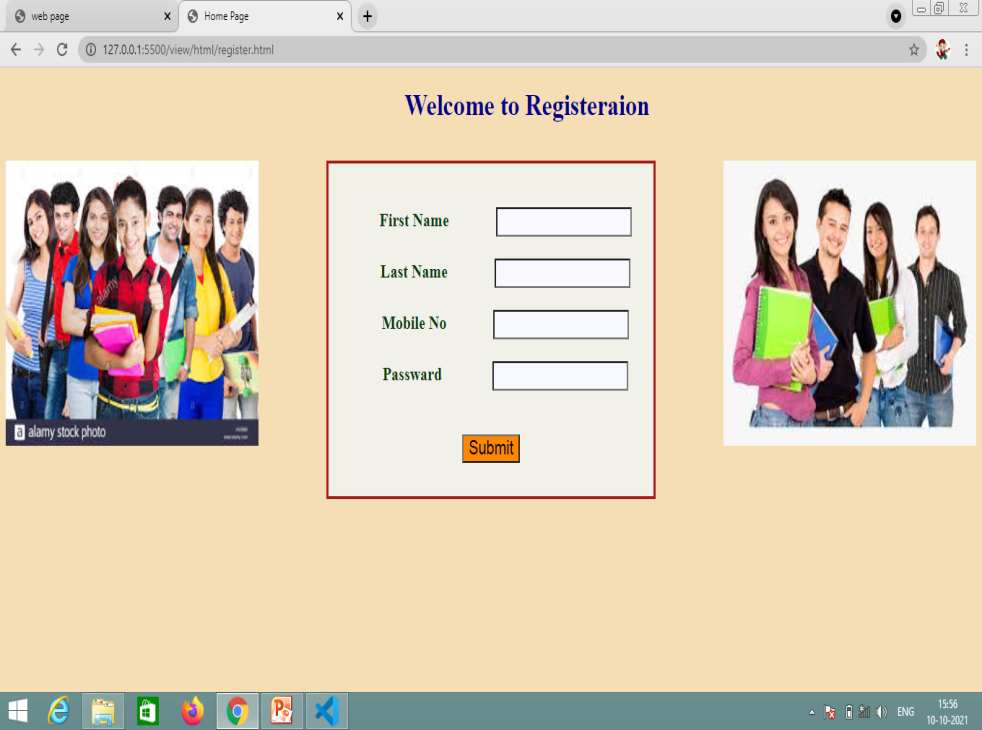 web page
Home Page
127.0.0.1:5500/view/html/register.html
Welcome to Registeraion
First Name
Last Name
Mobile No
Passward
Submit
alamy
a alamy stock photo
ENG
15:56
10-10-2021